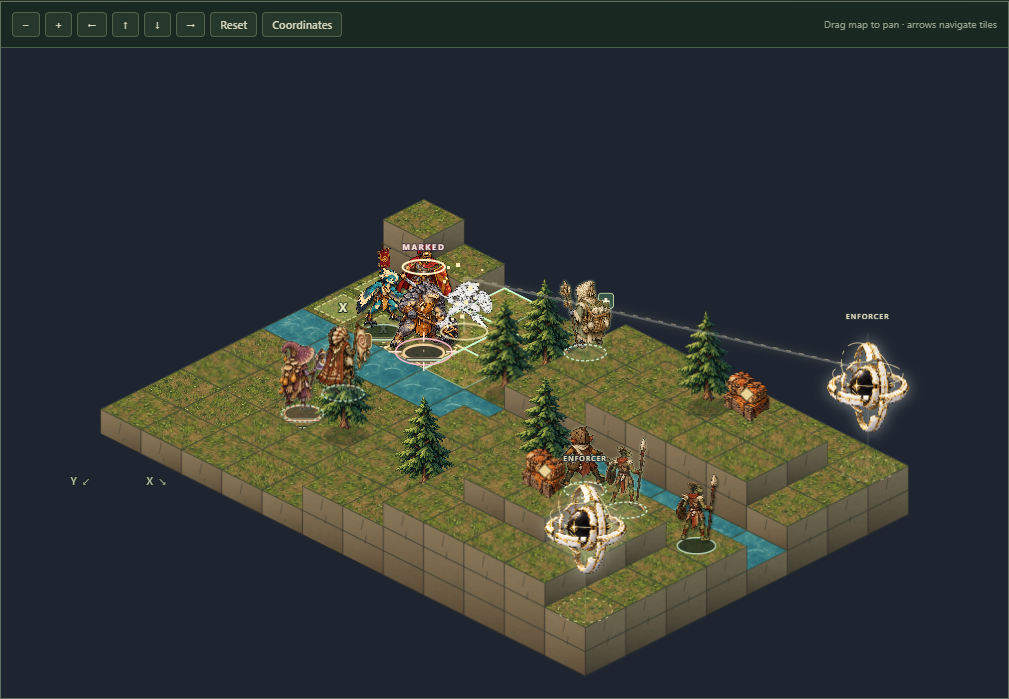 − + ← ↑ ↓ → Reset Coordinates Drag map to pan · arrows navigate tiles
MARKED
X
ENFORCER
ENFORCER
Y ↙ X ↘